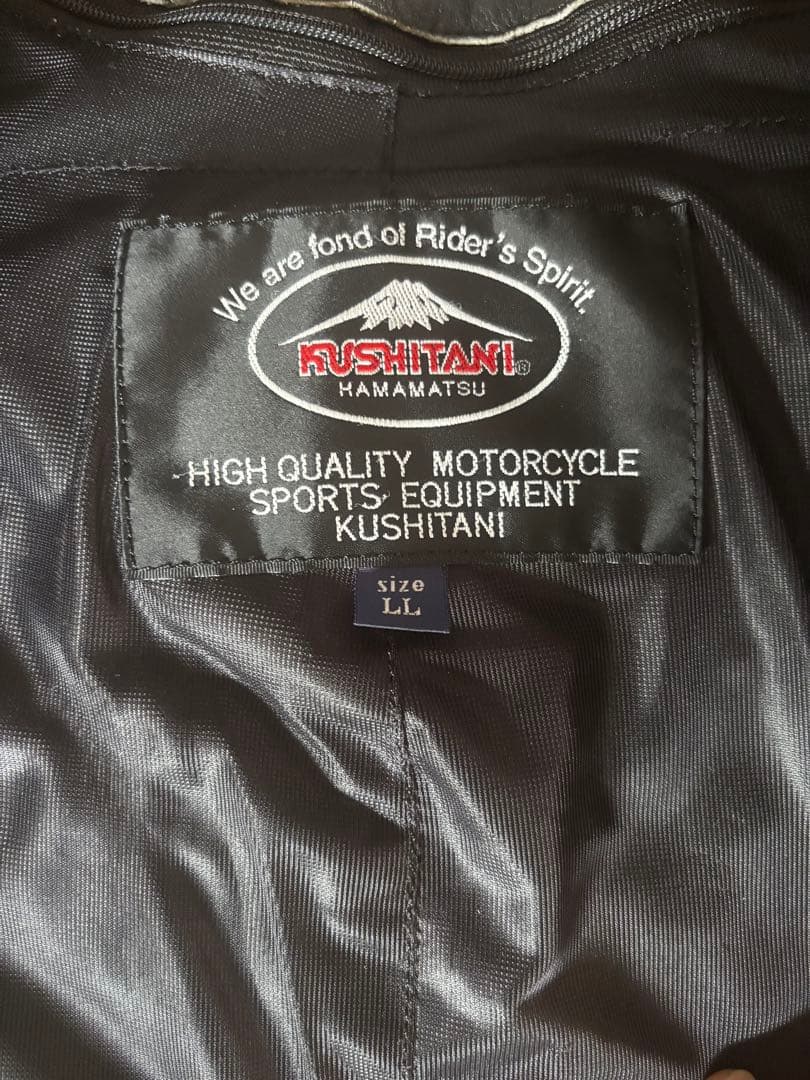 We are fond of Rider's Spirit.
KUSHITANI®
HAMAMATSU
HIGH QUALITY MOTORCYCLE
SPORTS EQUIPMENT
KUSHITANI
size
LL